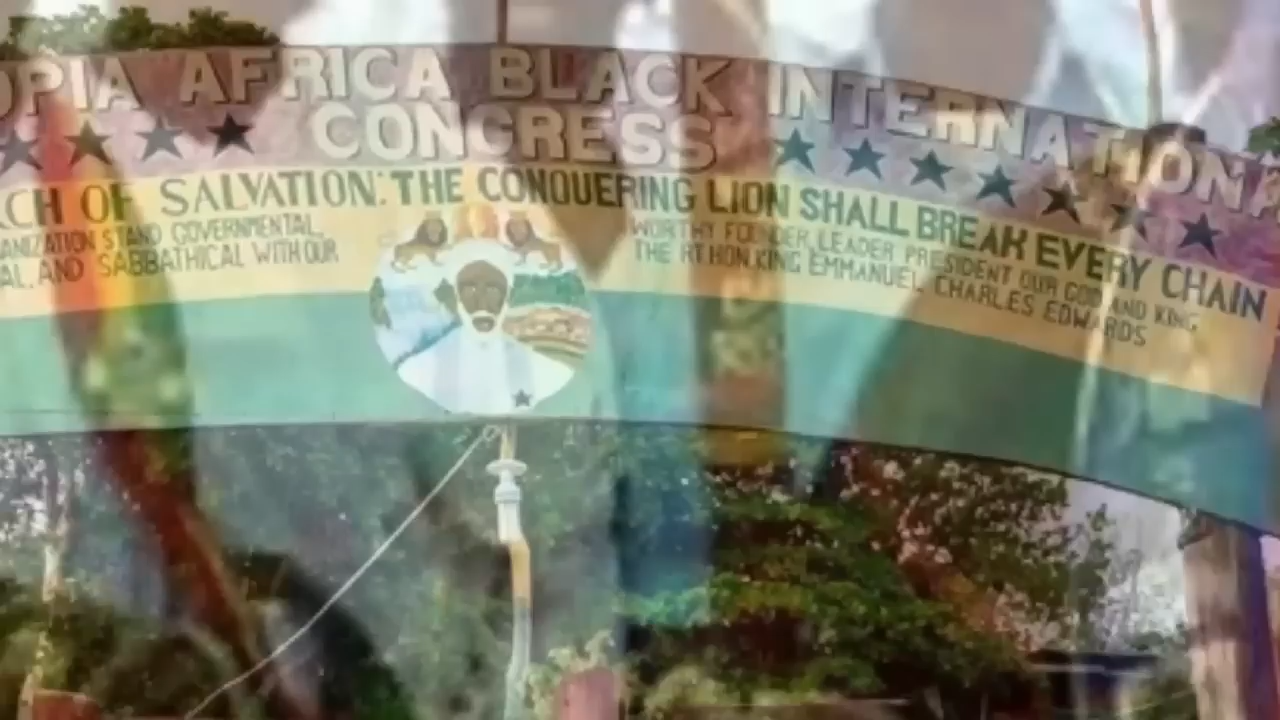 OPIA AFRICA BLACK INTERNATIONA
CONGRESS
RCH OF SALVATION: THE CONQUERING LION SHALL BREAK EVERY CHAIN
ANIZATION STAND GOVERNMENTAL,
AL, AND SABBATHICAL WITH OUR
WORTHY FOUNDER, LEADER PRESIDENT OUR GOD AND KING
THE RT HON. KING EMMANUEL CHARLES EDWARDS